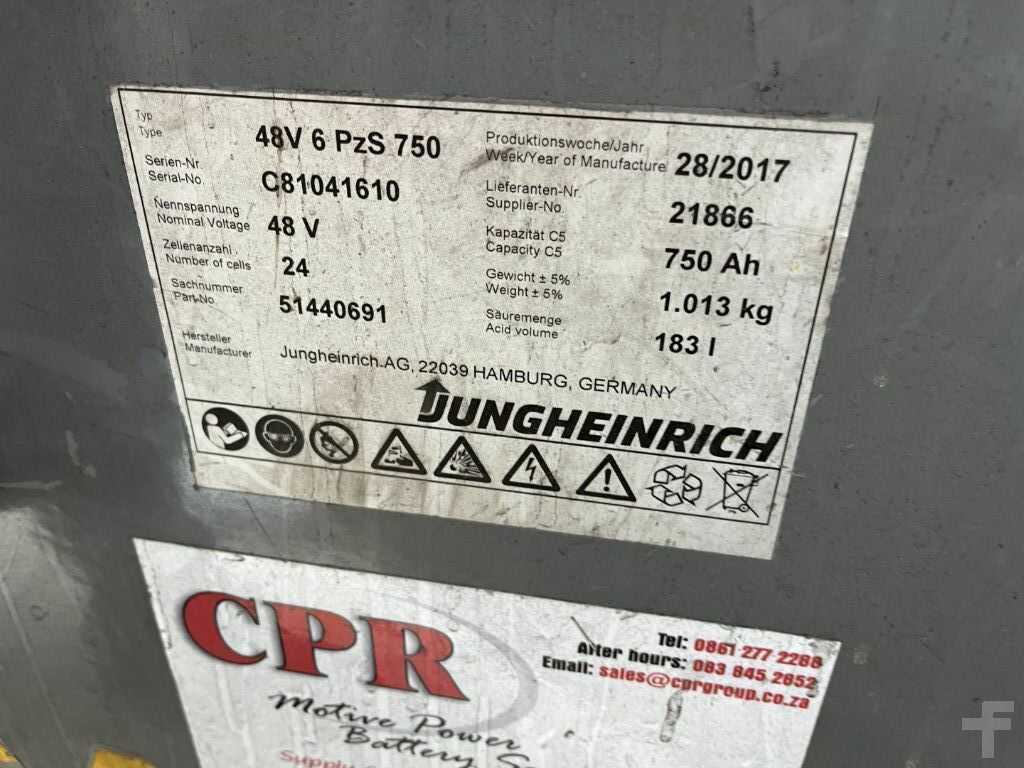 Typ
Type 48V 6 PzS 750
Serien-Nr.
Serial-No. C81041610
Nennspannung
Nominal Voltage 48 V
Zellenanzahl
Number of cells 24
Sachnummer
Part-No. 51440691
Produktionswoche/Jahr
Week/Year of Manufacture 28/2017
Lieferanten-Nr.
Supplier-No. 21866
Kapazität C5
Capacity C5 750 Ah
Gewicht ± 5%
Weight ± 5% 1.013 kg
Säuremenge
Acid volume 183 l
Hersteller
Manufacturer Jungheinrich AG, 22039 HAMBURG, GERMANY
JUNGHEINRICH
CPR
Motive Power
Battery
Supply
Tel: 0861 277 2288
After hours: 083 845 2652
Email: sales@cprgroup.co.za